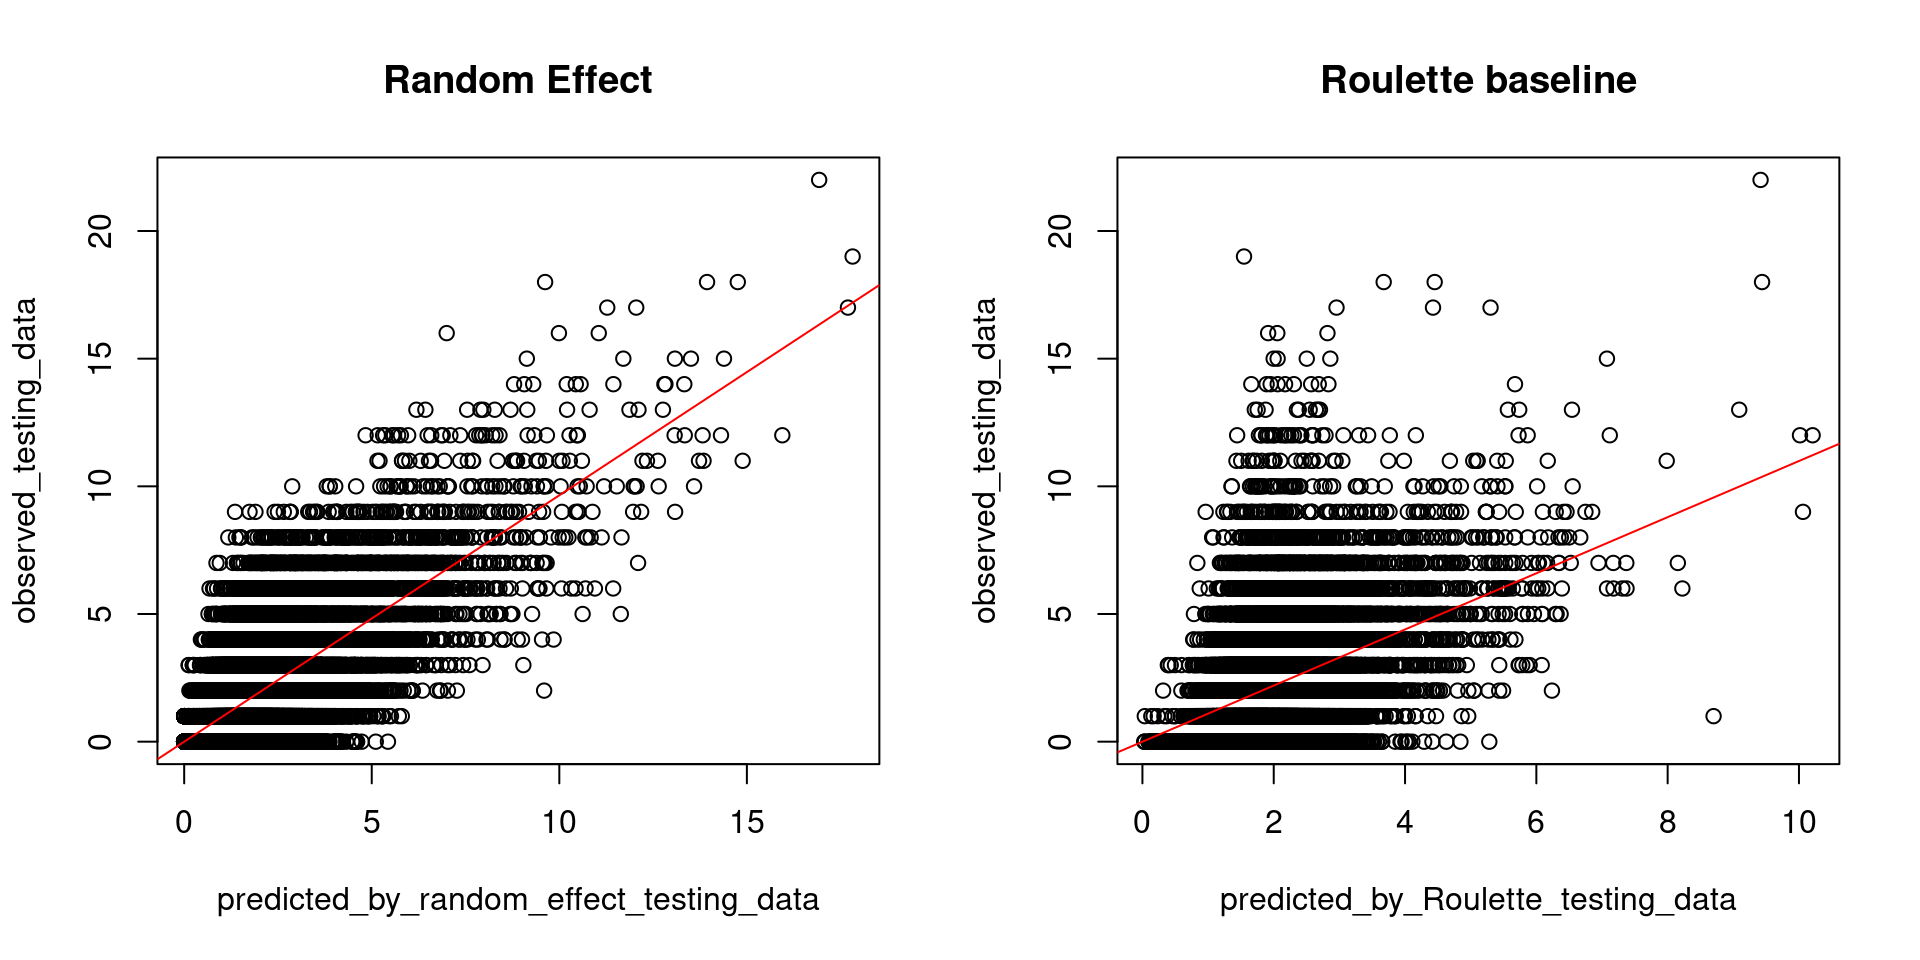 Random Effect
observed_testing_data
20
15
10
5
0
0 5 10 15
predicted_by_random_effect_testing_data
Roulette baseline
observed_testing_data
20
15
10
5
0
0 2 4 6 8 10
predicted_by_Roulette_testing_data